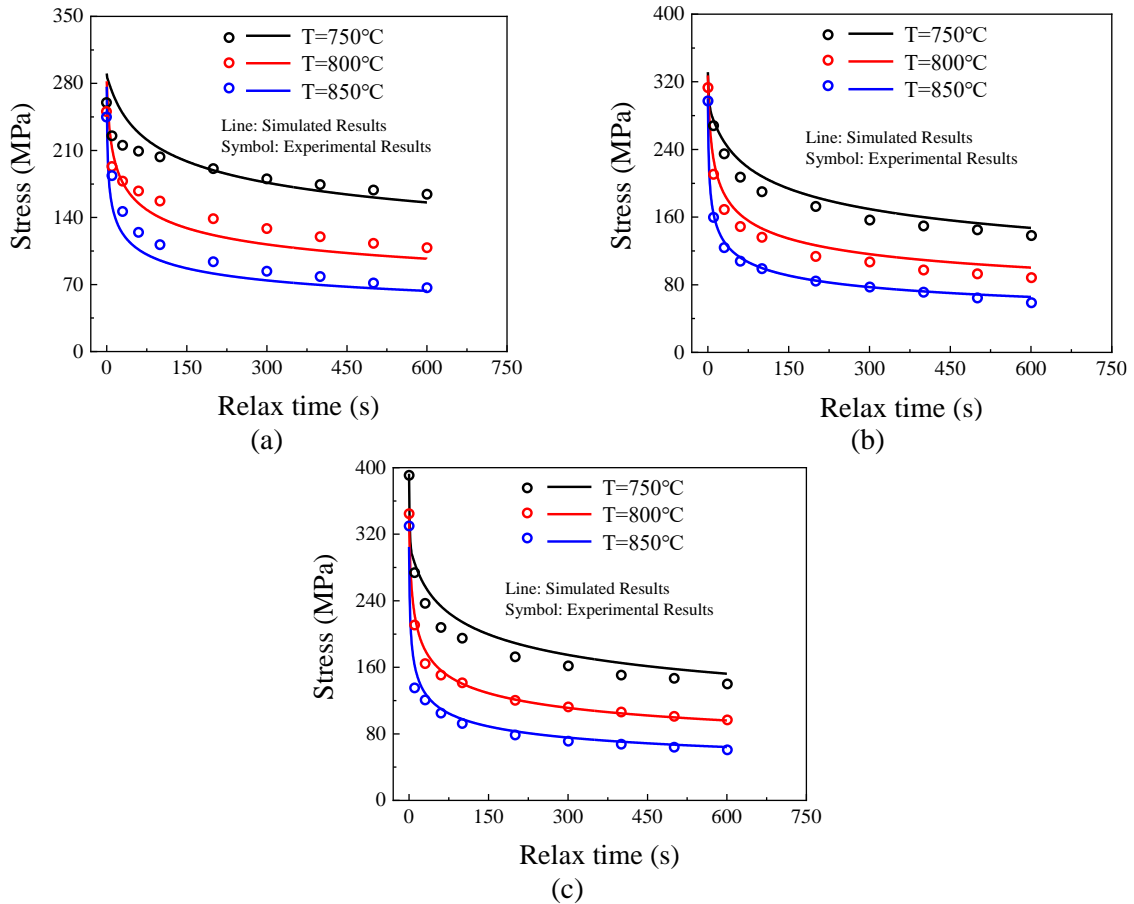 350
280
210
140
70
0
Stress (MPa)
T=750°C
T=800°C
T=850°C
Line: Simulated Results
Symbol: Experimental Results
0 150 300 450 600 750
Relax time (s)
(a)
400
320
240
160
80
0
Stress (MPa)
T=750°C
T=800°C
T=850°C
Line: Simulated Results
Symbol: Experimental Results
0 150 300 450 600 750
Relax time (s)
(b)
400
320
240
160
80
0
Stress (MPa)
T=750°C
T=800°C
T=850°C
Line: Simulated Results
Symbol: Experimental Results
0 150 300 450 600 750
Relax time (s)
(c)